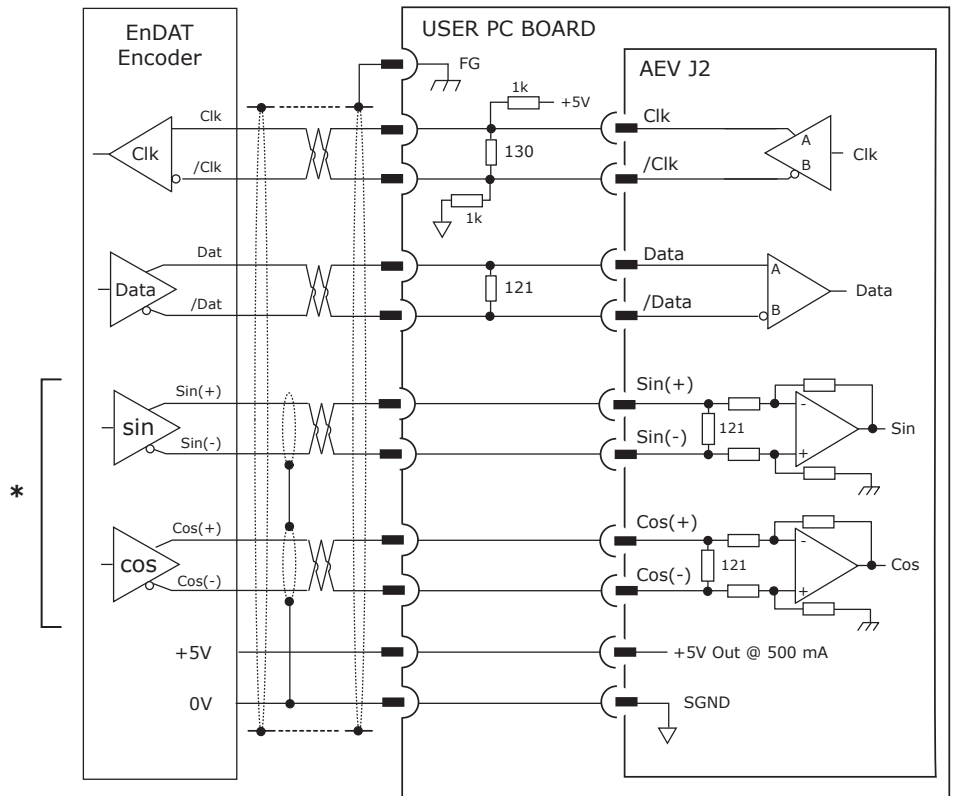 EnDAT
Encoder
USER PC BOARD
AEV J2
FG
1k
+5V
Clk
Clk
Clk
130
Clk
A
B
/Clk
/Clk
1k
Dat
Data
Data
/Dat
121
/Data
A
B
Data
*
Sin(+)
sin
Sin(-)
Sin(+)
Sin(-)
121
-
+
Sin
Cos(+)
cos
Cos(-)
Cos(+)
Cos(-)
121
-
+
Cos
+5V
+5V Out @ 500 mA
0V
SGND